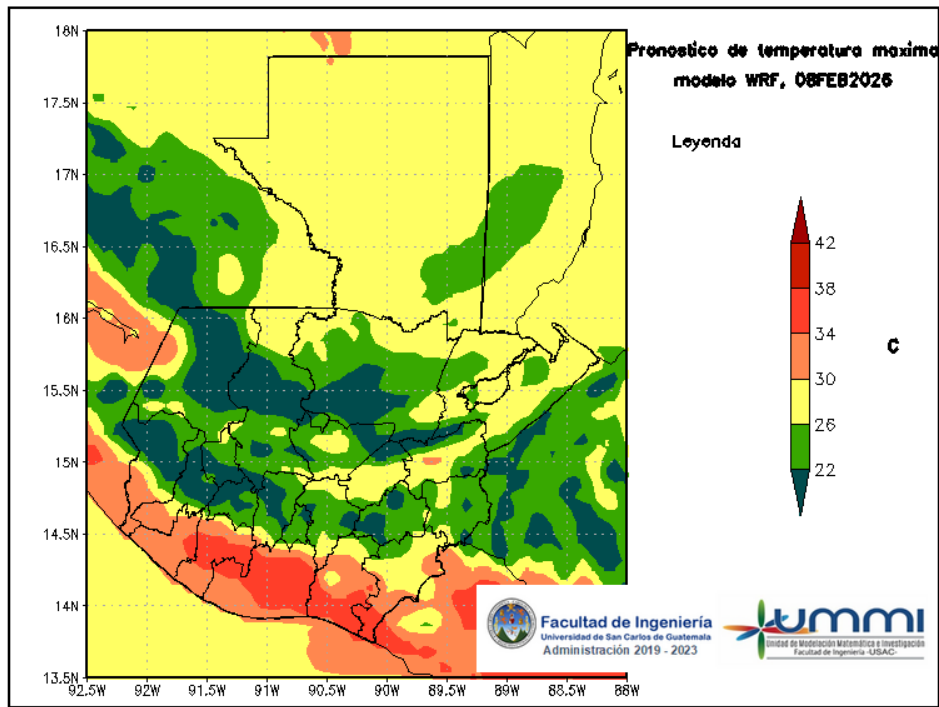 Pronostico de temperatura maxima
modelo WRF, 08FEB2026
Leyenda
42
38
34
30
26
22
C
18N
17.5N
17N
16.5N
16N
15.5N
15N
14.5N
14N
13.5N
92.5W
92W
91.5W
91W
90.5W
90W
89.5W
89W
88.5W
88W
Facultad de Ingeniería
Universidad de San Carlos de Guatemala
Administración 2019 - 2023
ummi
Unidad de Modelación Matemática e Investigación
Facultad de Ingeniería -USAC-